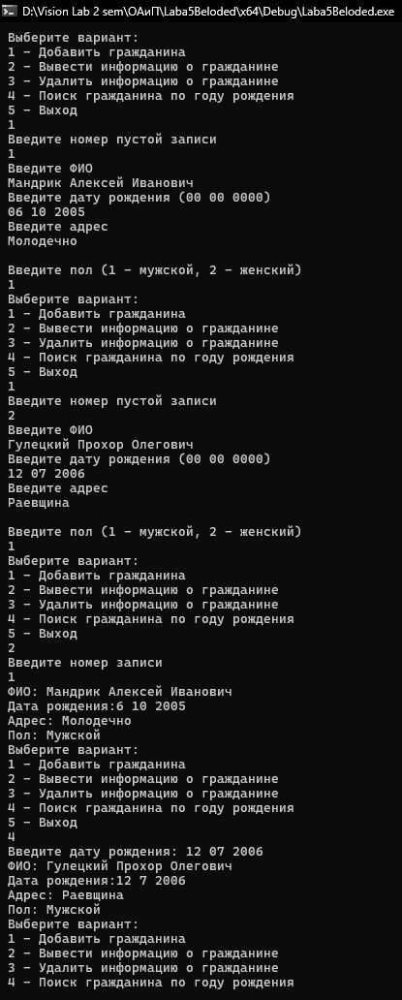 D:\Vision Lab 2 sem\ОАиП\Laba5Beloded\x64\Debug\Laba5Beloded.exe
Выберите вариант:
1 – Добавить гражданина
2 – Вывести информацию о гражданине
3 – Удалить информацию о гражданине
4 – Поиск гражданина по году рождения
5 – Выход
1
Введите номер пустой записи
1
Введите ФИО
Мандрик Алексей Иванович
Введите дату рождения (00 00 0000)
06 10 2005
Введите адрес
Молодечно
Введите пол (1 – мужской, 2 – женский)
1
Выберите вариант:
1 – Добавить гражданина
2 – Вывести информацию о гражданине
3 – Удалить информацию о гражданине
4 – Поиск гражданина по году рождения
5 – Выход
1
Введите номер пустой записи
2
Введите ФИО
Гулецкий Прохор Олегович
Введите дату рождения (00 00 0000)
12 07 2006
Введите адрес
Раевщина
Введите пол (1 – мужской, 2 – женский)
1
Выберите вариант:
1 – Добавить гражданина
2 – Вывести информацию о гражданине
3 – Удалить информацию о гражданине
4 – Поиск гражданина по году рождения
5 – Выход
2
Введите номер записи
1
ФИО: Мандрик Алексей Иванович
Дата рождения:6 10 2005
Адрес: Молодечно
Пол: Мужской
Выберите вариант:
1 – Добавить гражданина
2 – Вывести информацию о гражданине
3 – Удалить информацию о гражданине
4 – Поиск гражданина по году рождения
5 – Выход
4
Введите дату рождения: 12 07 2006
ФИО: Гулецкий Прохор Олегович
Дата рождения:12 7 2006
Адрес: Раевщина
Пол: Мужской
Выберите вариант:
1 – Добавить гражданина
2 – Вывести информацию о гражданине
3 – Удалить информацию о гражданине
4 – Поиск гражданина по году рождения